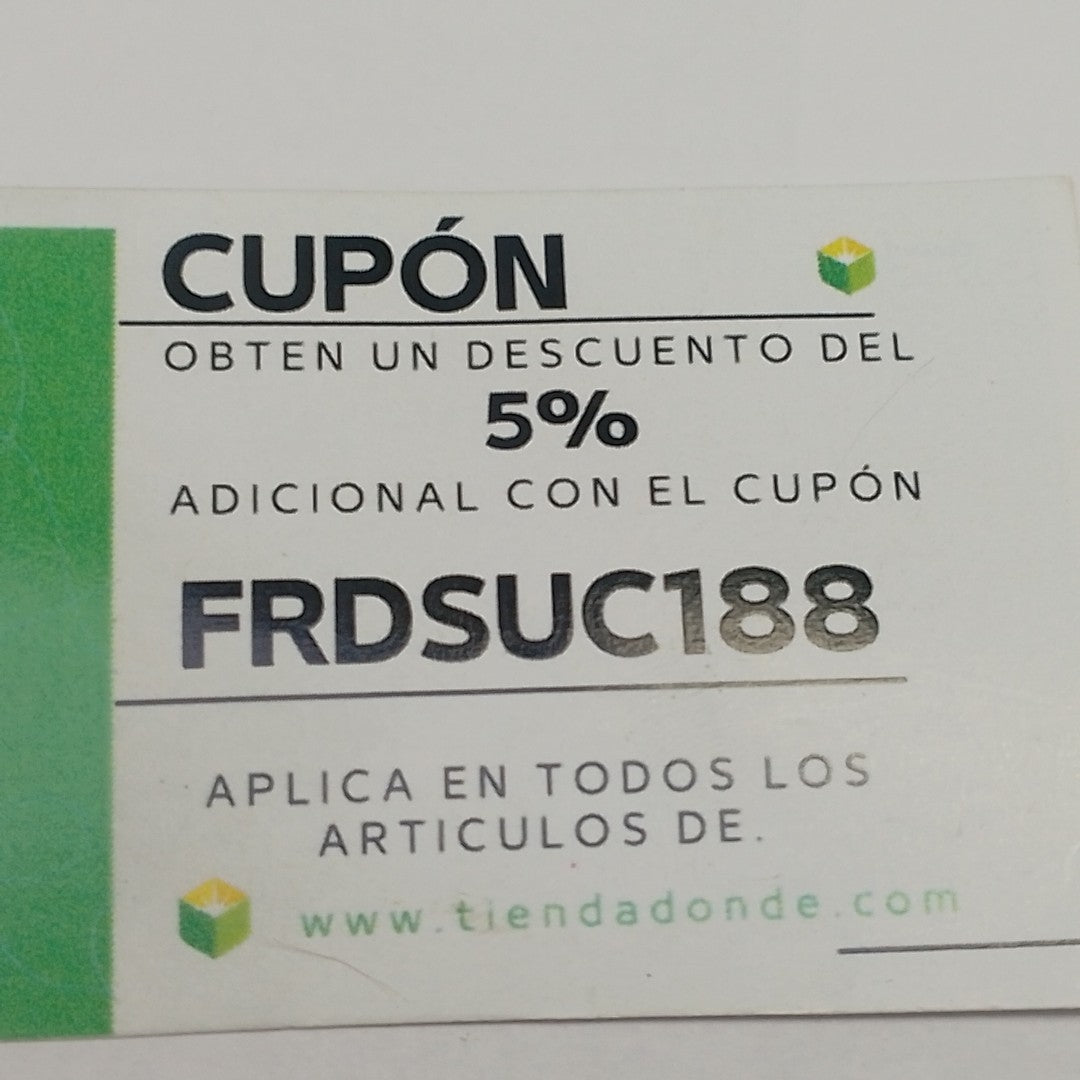 CUPÓN
OBTEN UN DESCUENTO DEL
5%
ADICIONAL CON EL CUPÓN
FRDSUC188
APLICA EN TODOS LOS
ARTICULOS DE.
www.tiendadonde.com